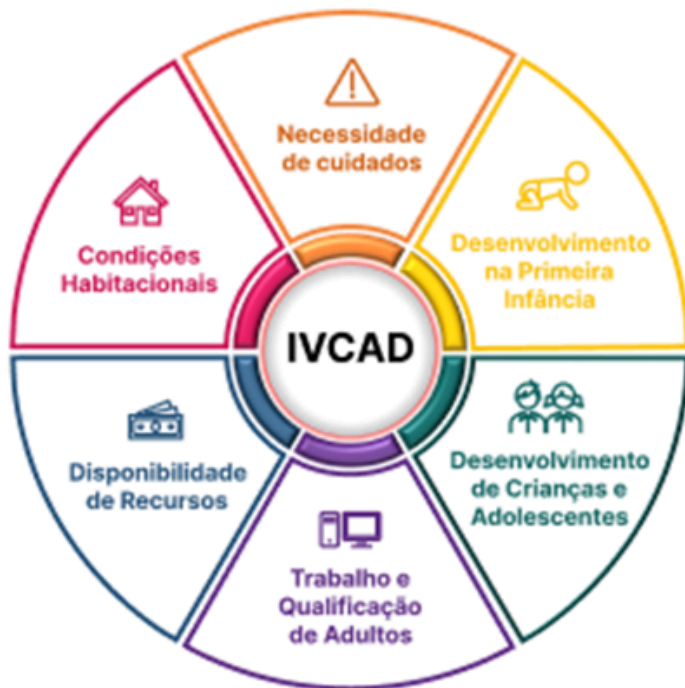 Necessidade
de cuidados
Desenvolvimento
na Primeira
Infância
Desenvolvimento
de Crianças e
Adolescentes
Trabalho e
Qualificação
de Adultos
Disponibilidade
de Recursos
Condições
Habitacionais
IVCAD